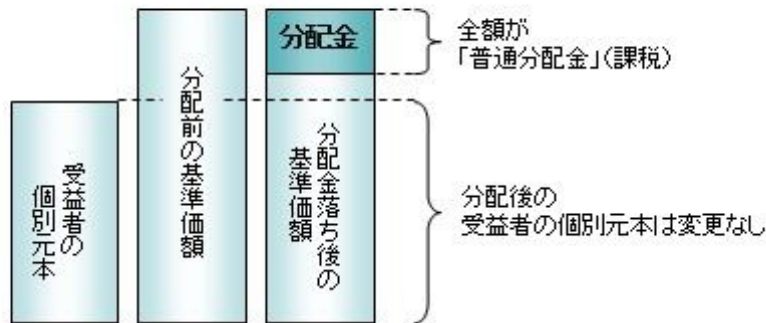 受益者の
個別元本
分配前の基準価額
分配金
分配金落ち後の
基準価額
全額が
「普通分配金」(課税)
分配後の
受益者の個別元本は変更なし